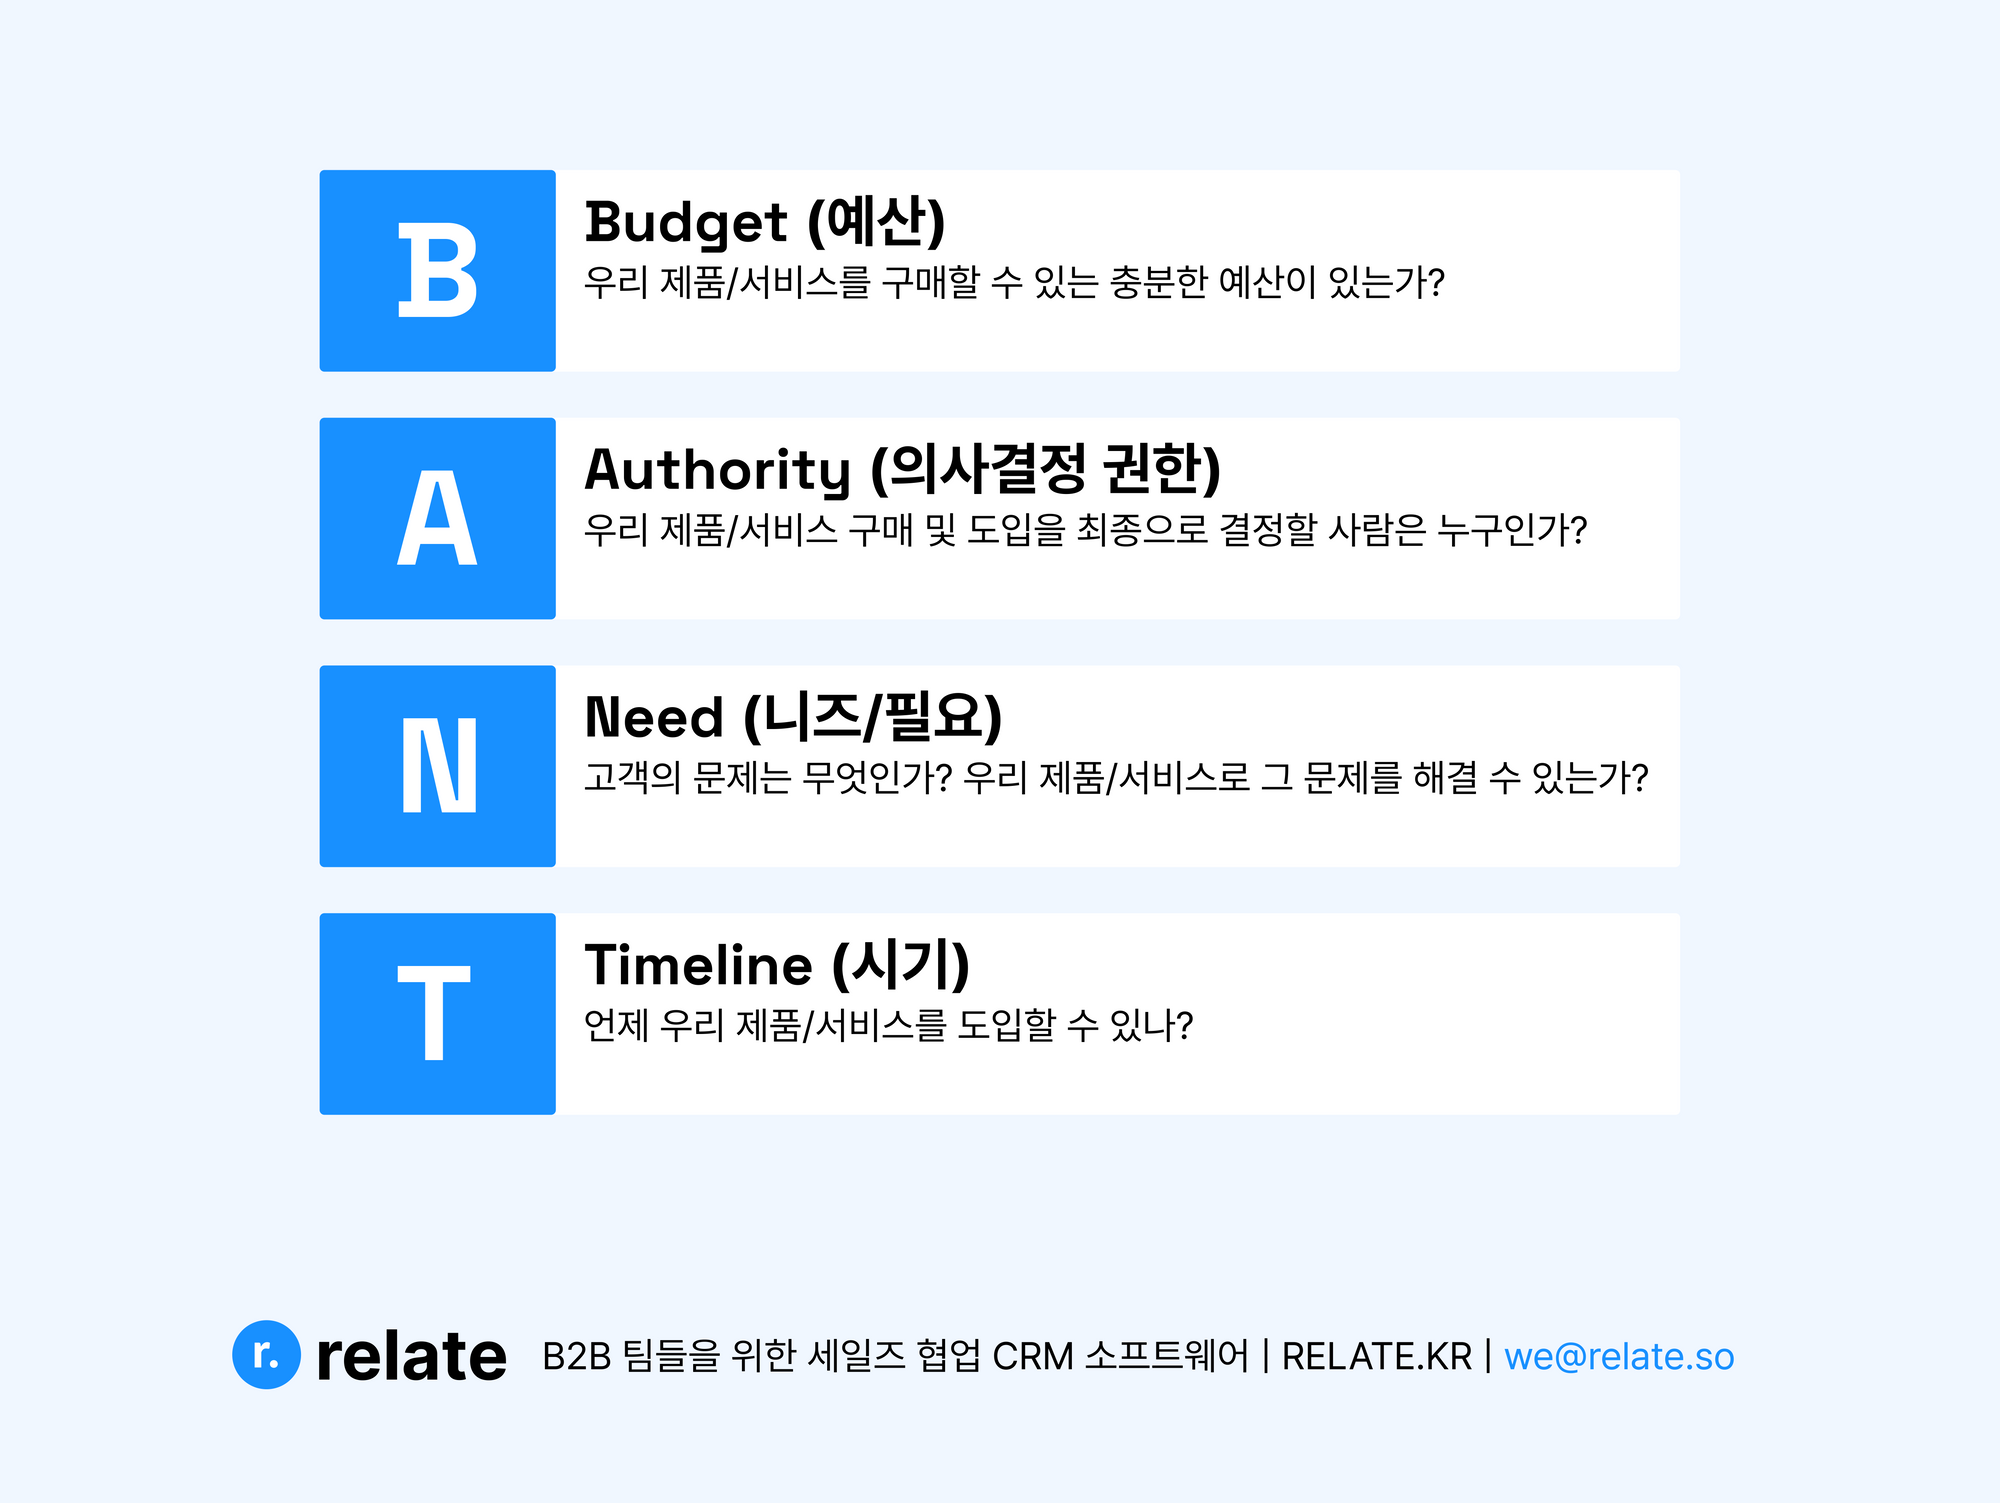 B
Budget (예산)
우리 제품/서비스를 구매할 수 있는 충분한 예산이 있는가?
A
Authority (의사결정 권한)
우리 제품/서비스 구매 및 도입을 최종으로 결정할 사람은 누구인가?
N
Need (니즈/필요)
고객의 문제는 무엇인가? 우리 제품/서비스로 그 문제를 해결 수 있는가?
T
Timeline (시기)
언제 우리 제품/서비스를 도입할 수 있나?
r. relate B2B 팀들을 위한 세일즈 협업 CRM 소프트웨어 | RELATE.KR | we@relate.so